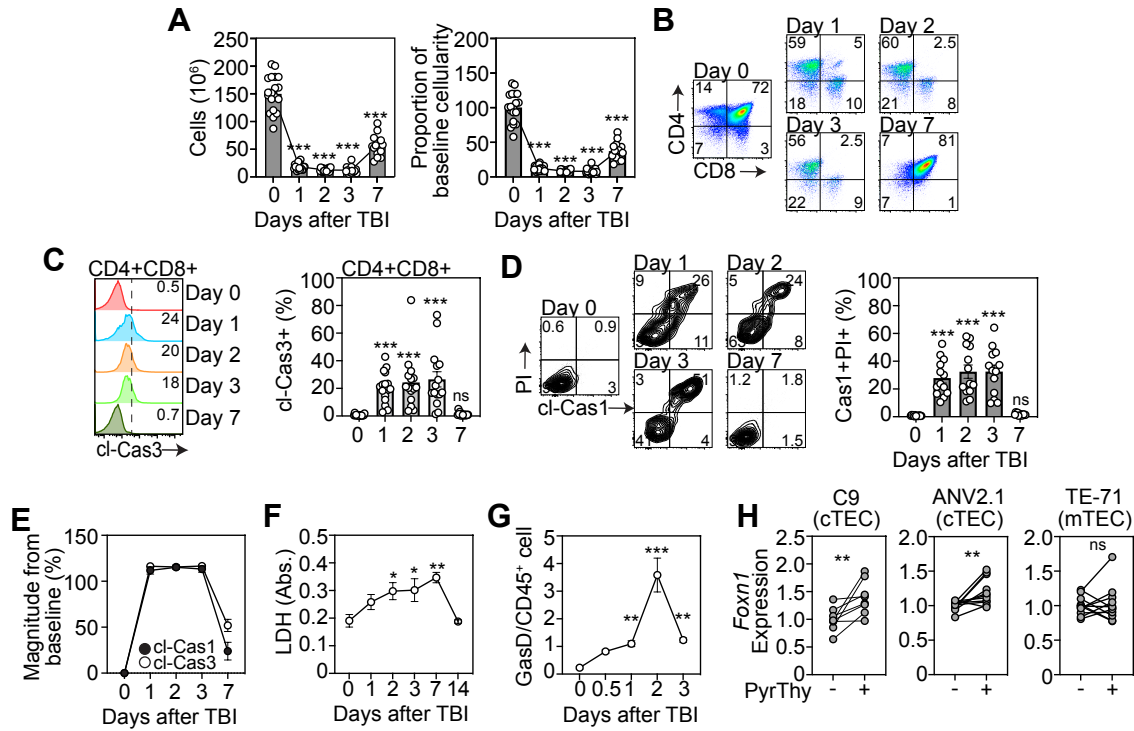 A
Cells (10⁶)
250
200
150
100
50
0
***
***
***
***
0 1 2 3 7
Days after TBI
Proportion of
baseline cellularity
200
150
100
50
0
***
***
***
***
0 1 2 3 7
Days after TBI
B
Day 0
14 72
7 3
CD4
CD8
Day 1
59 5
18 10
Day 2
60 2.5
21 8
Day 3
56 2.5
22 9
Day 7
7 81
7 1
C
CD4+CD8+
0.5 Day 0
24 Day 1
20 Day 2
18 Day 3
0.7 Day 7
cl-Cas3
CD4+CD8+
cl-Cas3+ (%)
100
80
60
40
20
0
***
***
***
ns
0 1 2 3 7
Days after TBI
D
Day 0
0.6 0.9
3
PI
cl-Cas1
Day 1
9 26
11
Day 2
5 24
8
Day 3
3 51
4
Day 7
1.2 1.8
1.5
Cas1+PI+ (%)
100
80
60
40
20
0
***
***
***
ns
0 1 2 3 7
Days after TBI
E
Magnitude from
baseline (%)
150
100
50
0
cl-Cas1
cl-Cas3
0 1 2 3 7
Days after TBI
F
LDH (Abs.)
0.5
0.4
0.3
0.2
0.1
0.0
* * **
0 1 2 3 7 14
Days after TBI
G
GasD/CD45⁺ cell
5
4
3
2
1
0
**
***
**
0 0.5 1 2 3
Days after TBI
H
C9
(cTEC)
Foxn1
Expression
2.0
1.5
1.0
0.5
0.0
**
PyrThy - +
ANV2.1
(cTEC)
2.0
1.5
1.0
0.5
0.0
**
- +
TE-71
(mTEC)
2.0
1.5
1.0
0.5
0.0
ns
- +